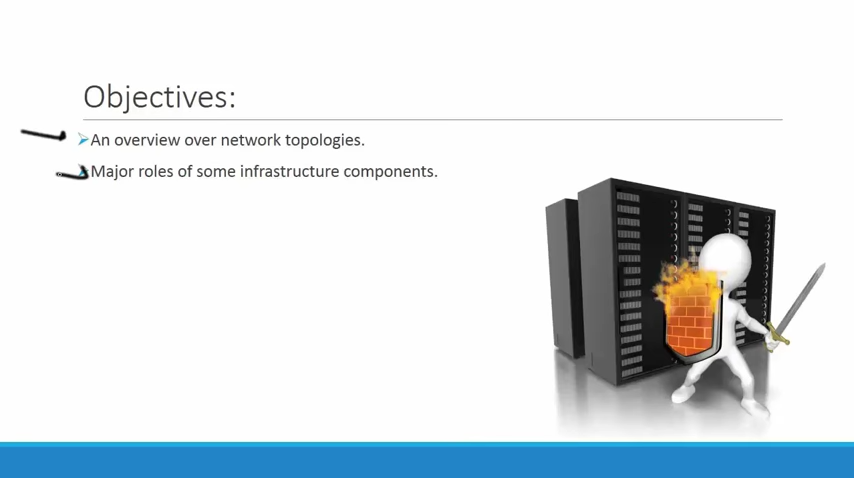 Objectives:
An overview over network topologies.
Major roles of some infrastructure components.